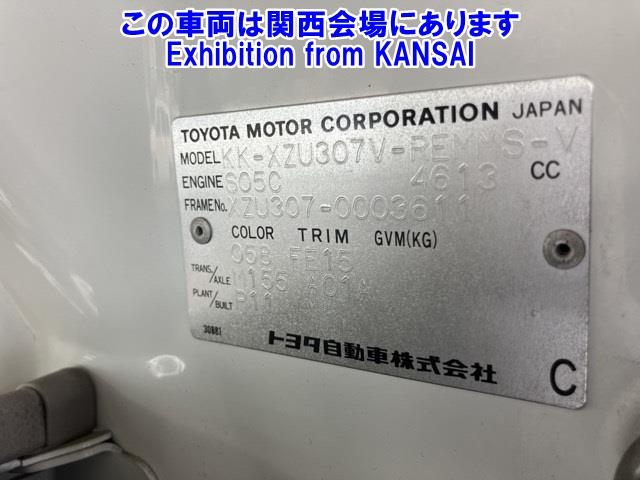 この車両は関西会場にあります
Exhibition from KANSAI
TOYOTA MOTOR CORPORATION JAPAN
MODEL KK-XZU307V-REMMS-V
ENGINE S05C 4613 CC
FRAME No. XZU307-0003611
COLOR TRIM GVM(KG)
058 FE15
TRANS./AXLE M155 A01A
PLANT/BUILT P11
30881
トヨタ自動車株式会社
C